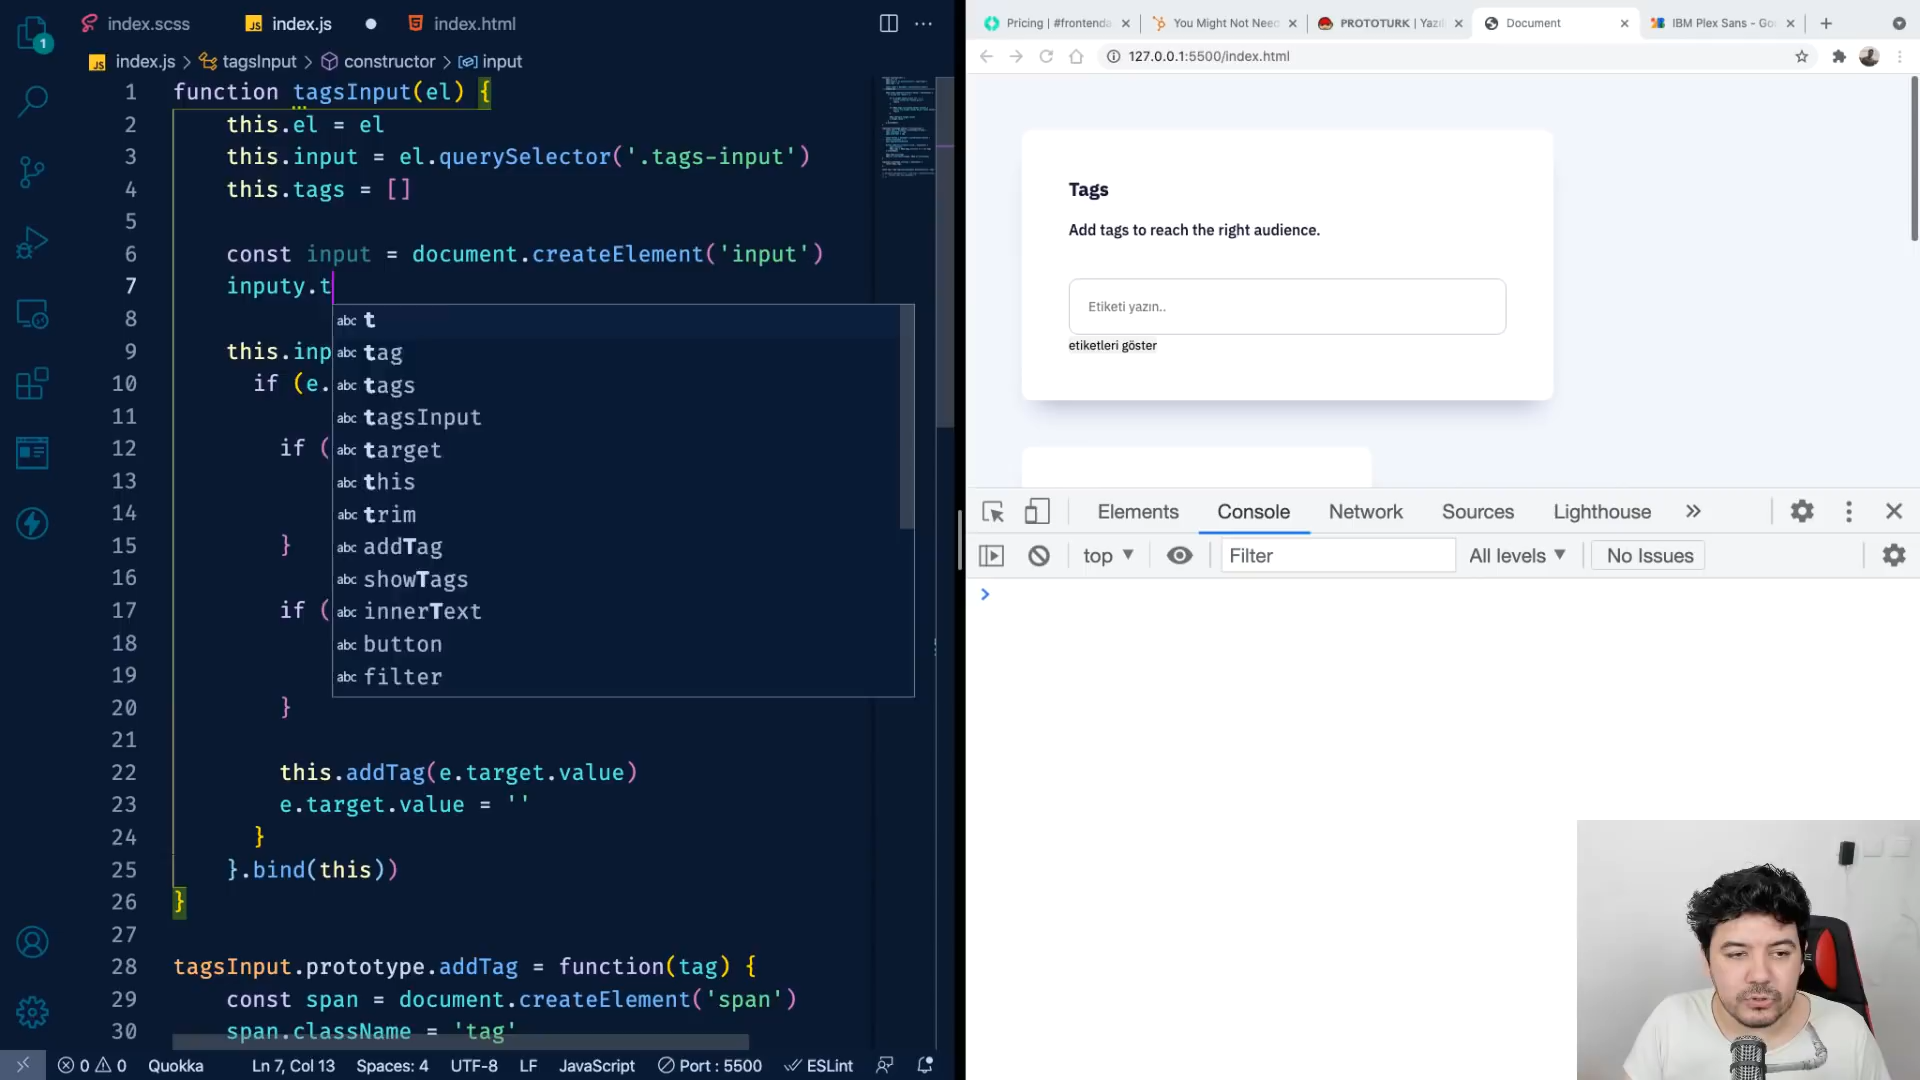 index.scss
index.js
index.html
index.js
tagsInput
constructor
input
1 function tagsInput(el) {
2 this.el = el
3 this.input = el.querySelector('.tags-input')
4 this.tags = []
5
6 const input = document.createElement('input')
7 inputy.t
8
9 this.inp
10 if (e.
11
12 if (
13
14
15 }
16
17 if (
18
19
20 }
21
22 this.addTag(e.target.value)
23 e.target.value = ''
24 }
25 }.bind(this))
26 }
27
28 tagsInput.prototype.addTag = function(tag) {
29 const span = document.createElement('span')
30 span.className = 'tag'
abc t
abc tag
abc tags
abc tagsInput
abc target
abc this
abc trim
abc addTag
abc showTags
abc innerText
abc button
abc filter
1
0 0 Quokka Ln 7, Col 13 Spaces: 4 UTF-8 LF JavaScript Port : 5500 ESLint
Pricing | #frontenda
You Might Not Need
PROTOTURK | Yazıl
Document
IBM Plex Sans - Goo
127.0.0.1:5500/index.html
Tags
Add tags to reach the right audience.
Etiketi yazın..
etiketleri göster
Elements Console Network Sources Lighthouse
top Filter All levels No Issues